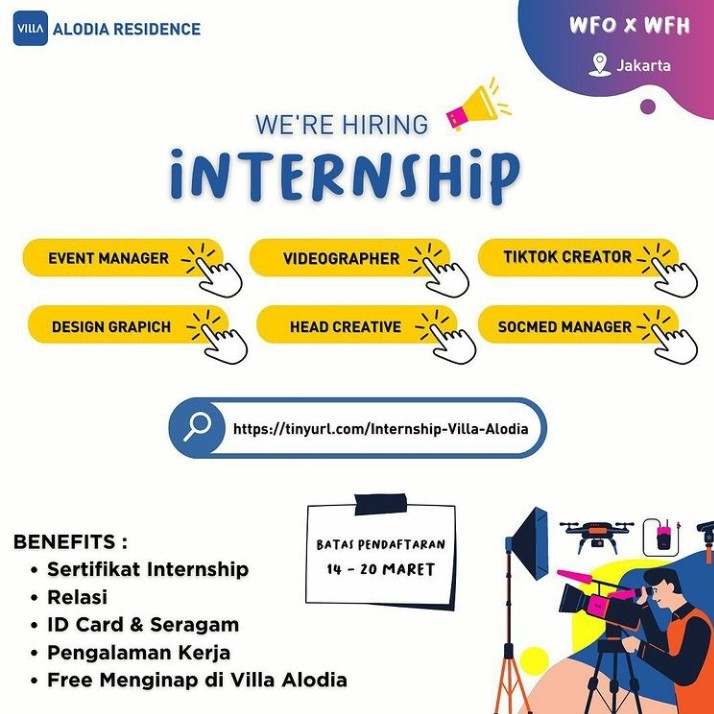 VILLA ALODIA RESIDENCE
WFO X WFH
Jakarta
WE'RE HIRING
iNTERNSHiP
EVENT MANAGER
VIDEOGRAPHER
TIKTOK CREATOR
DESIGN GRAPICH
HEAD CREATIVE
SOCMED MANAGER
https://tinyurl.com/Internship-Villa-Alodia
BENEFITS :
• Sertifikat Internship
• Relasi
• ID Card & Seragam
• Pengalaman Kerja
• Free Menginap di Villa Alodia
BATAS PENDAFTARAN
14 - 20 MARET